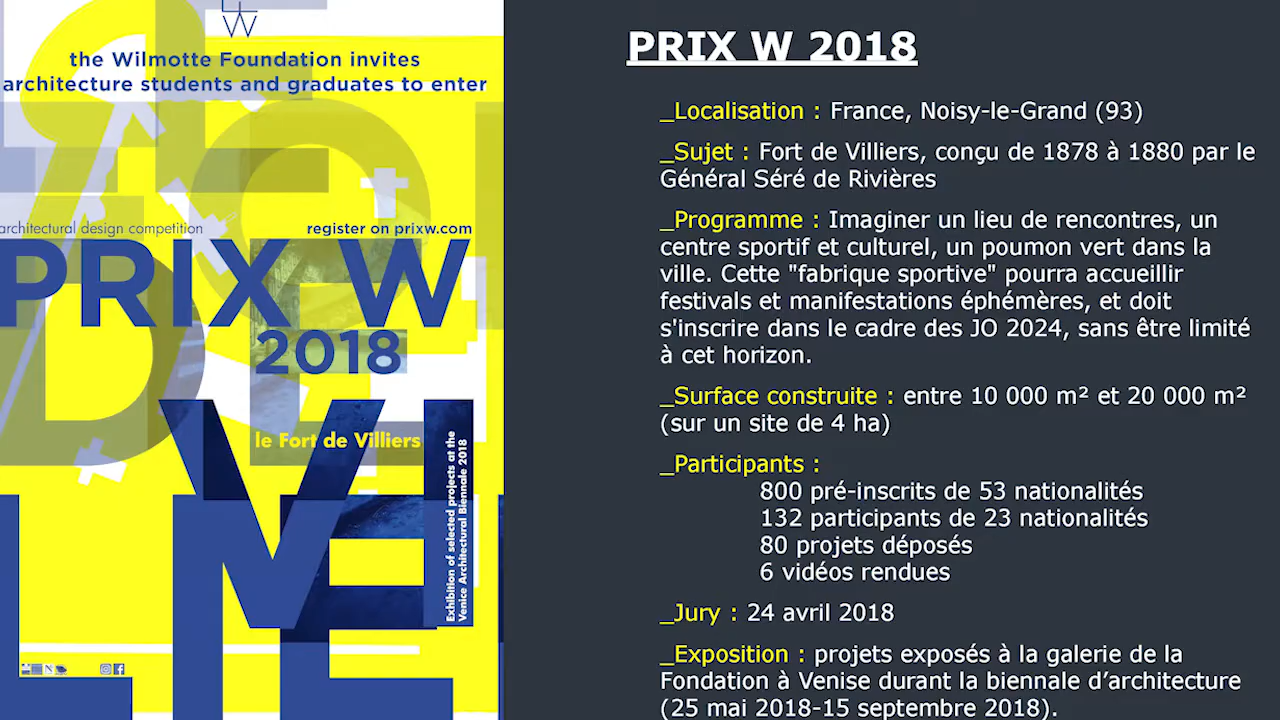 the Wilmotte Foundation invites
architecture students and graduates to enter
architectural design competition
register on prixw.com
PRIX W
2018
le Fort de Villiers
Exhibition of selected projects at the
Venice Architectural Biennale 2018
VI
LLE
PRIX W 2018
_Localisation : France, Noisy-le-Grand (93)
_Sujet : Fort de Villiers, conçu de 1878 à 1880 par le
Général Séré de Rivières
_Programme : Imaginer un lieu de rencontres, un
centre sportif et culturel, un poumon vert dans la
ville. Cette "fabrique sportive" pourra accueillir
festivals et manifestations éphémères, et doit
s'inscrire dans le cadre des JO 2024, sans être limité
à cet horizon.
_Surface construite : entre 10 000 m² et 20 000 m²
(sur un site de 4 ha)
_Participants :
800 pré-inscrits de 53 nationalités
132 participants de 23 nationalités
80 projets déposés
6 vidéos rendues
_Jury : 24 avril 2018
_Exposition : projets exposés à la galerie de la
Fondation à Venise durant la biennale d’architecture
(25 mai 2018-15 septembre 2018).